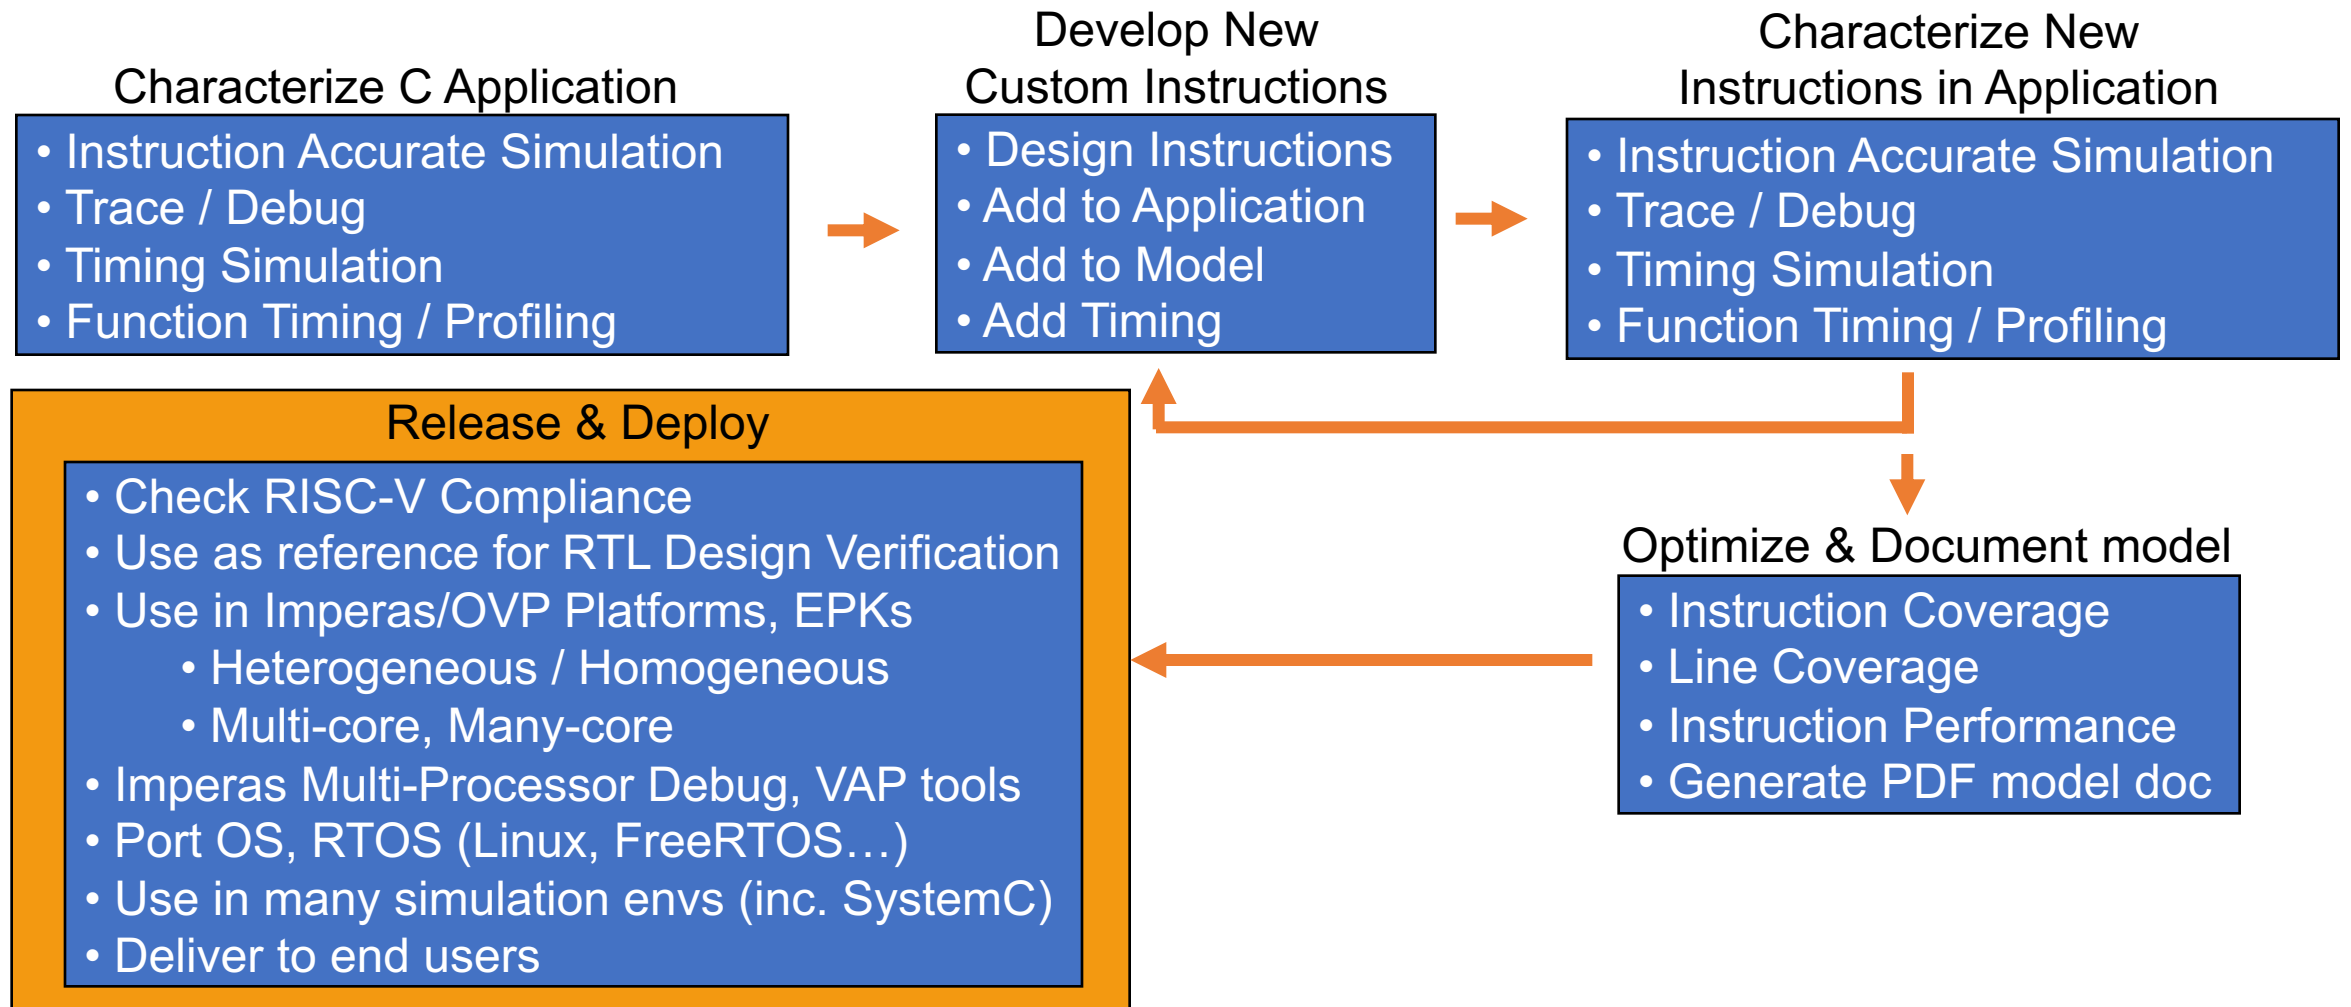 Characterize C Application
• Instruction Accurate Simulation
• Trace / Debug
• Timing Simulation
• Function Timing / Profiling
Develop New
Custom Instructions
• Design Instructions
• Add to Application
• Add to Model
• Add Timing
Characterize New
Instructions in Application
• Instruction Accurate Simulation
• Trace / Debug
• Timing Simulation
• Function Timing / Profiling
Optimize & Document model
• Instruction Coverage
• Line Coverage
• Instruction Performance
• Generate PDF model doc
Release & Deploy
• Check RISC-V Compliance
• Use as reference for RTL Design Verification
• Use in Imperas/OVP Platforms, EPKs
• Heterogeneous / Homogeneous
• Multi-core, Many-core
• Imperas Multi-Processor Debug, VAP tools
• Port OS, RTOS (Linux, FreeRTOS…)
• Use in many simulation envs (inc. SystemC)
• Deliver to end users